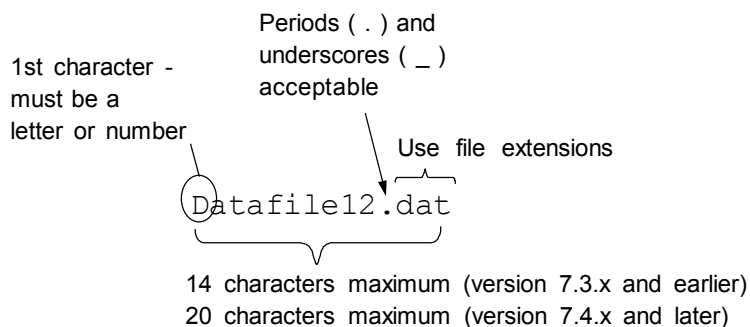 Periods ( . ) and
underscores ( _ )
acceptable
1st character -
must be a
letter or number
Use file extensions
Datafile12.dat
14 characters maximum (version 7.3.x and earlier)
20 characters maximum (version 7.4.x and later)